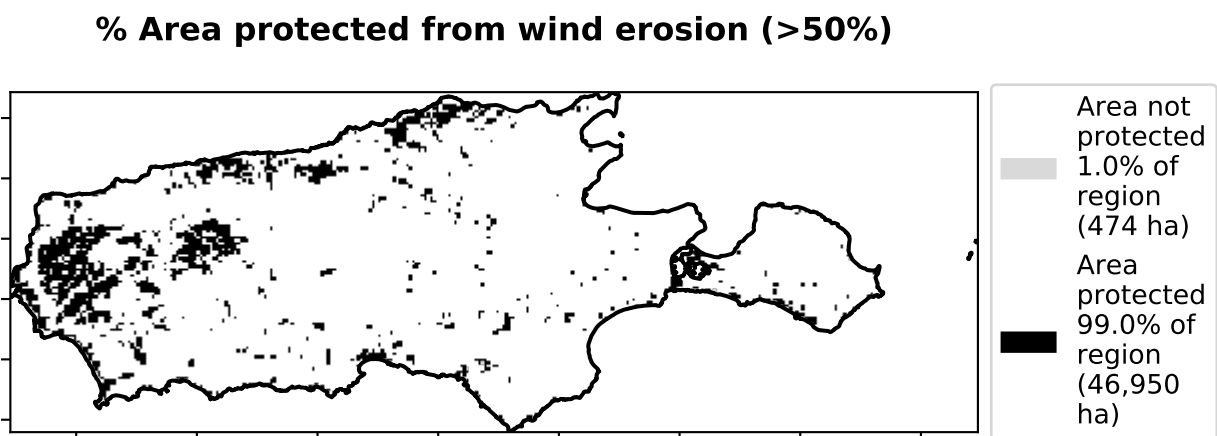 % Area protected from wind erosion (>50%)
Area not
protected
1.0% of
region
(474 ha)
Area
protected
99.0% of
region
(46,950
ha)